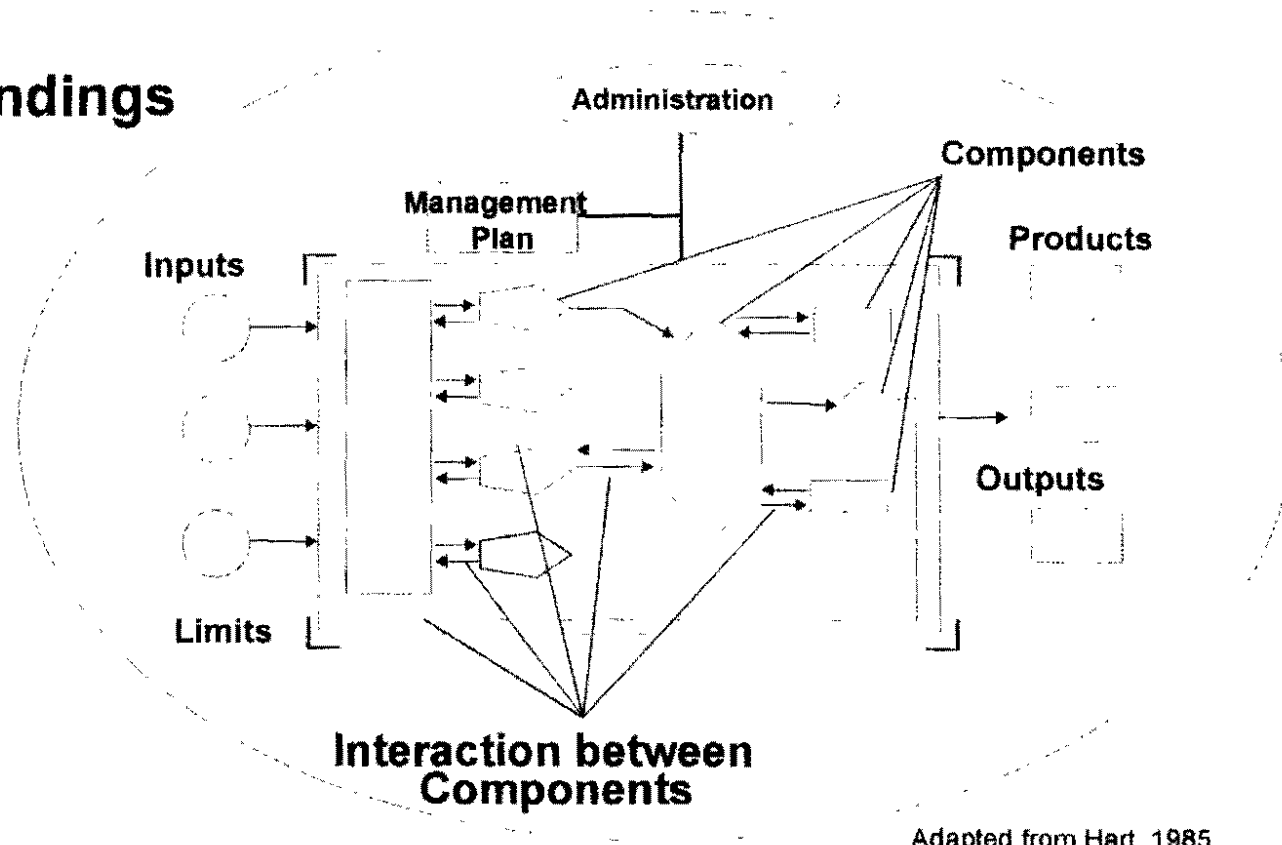 ndings
Administration
Components
Management
Plan
Products
Inputs
Outputs
Limits
Interaction between
Components
Adapted from Hart, 1985